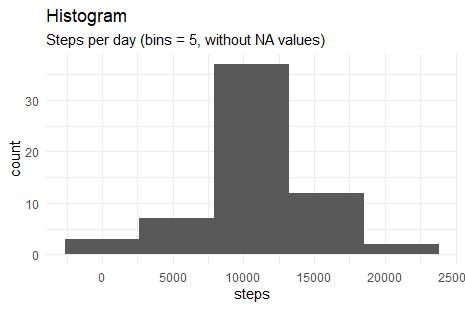 Histogram
Steps per day (bins = 5, without NA values)
count
30
20
10
0
0 5000 10000 15000 20000 2500
steps